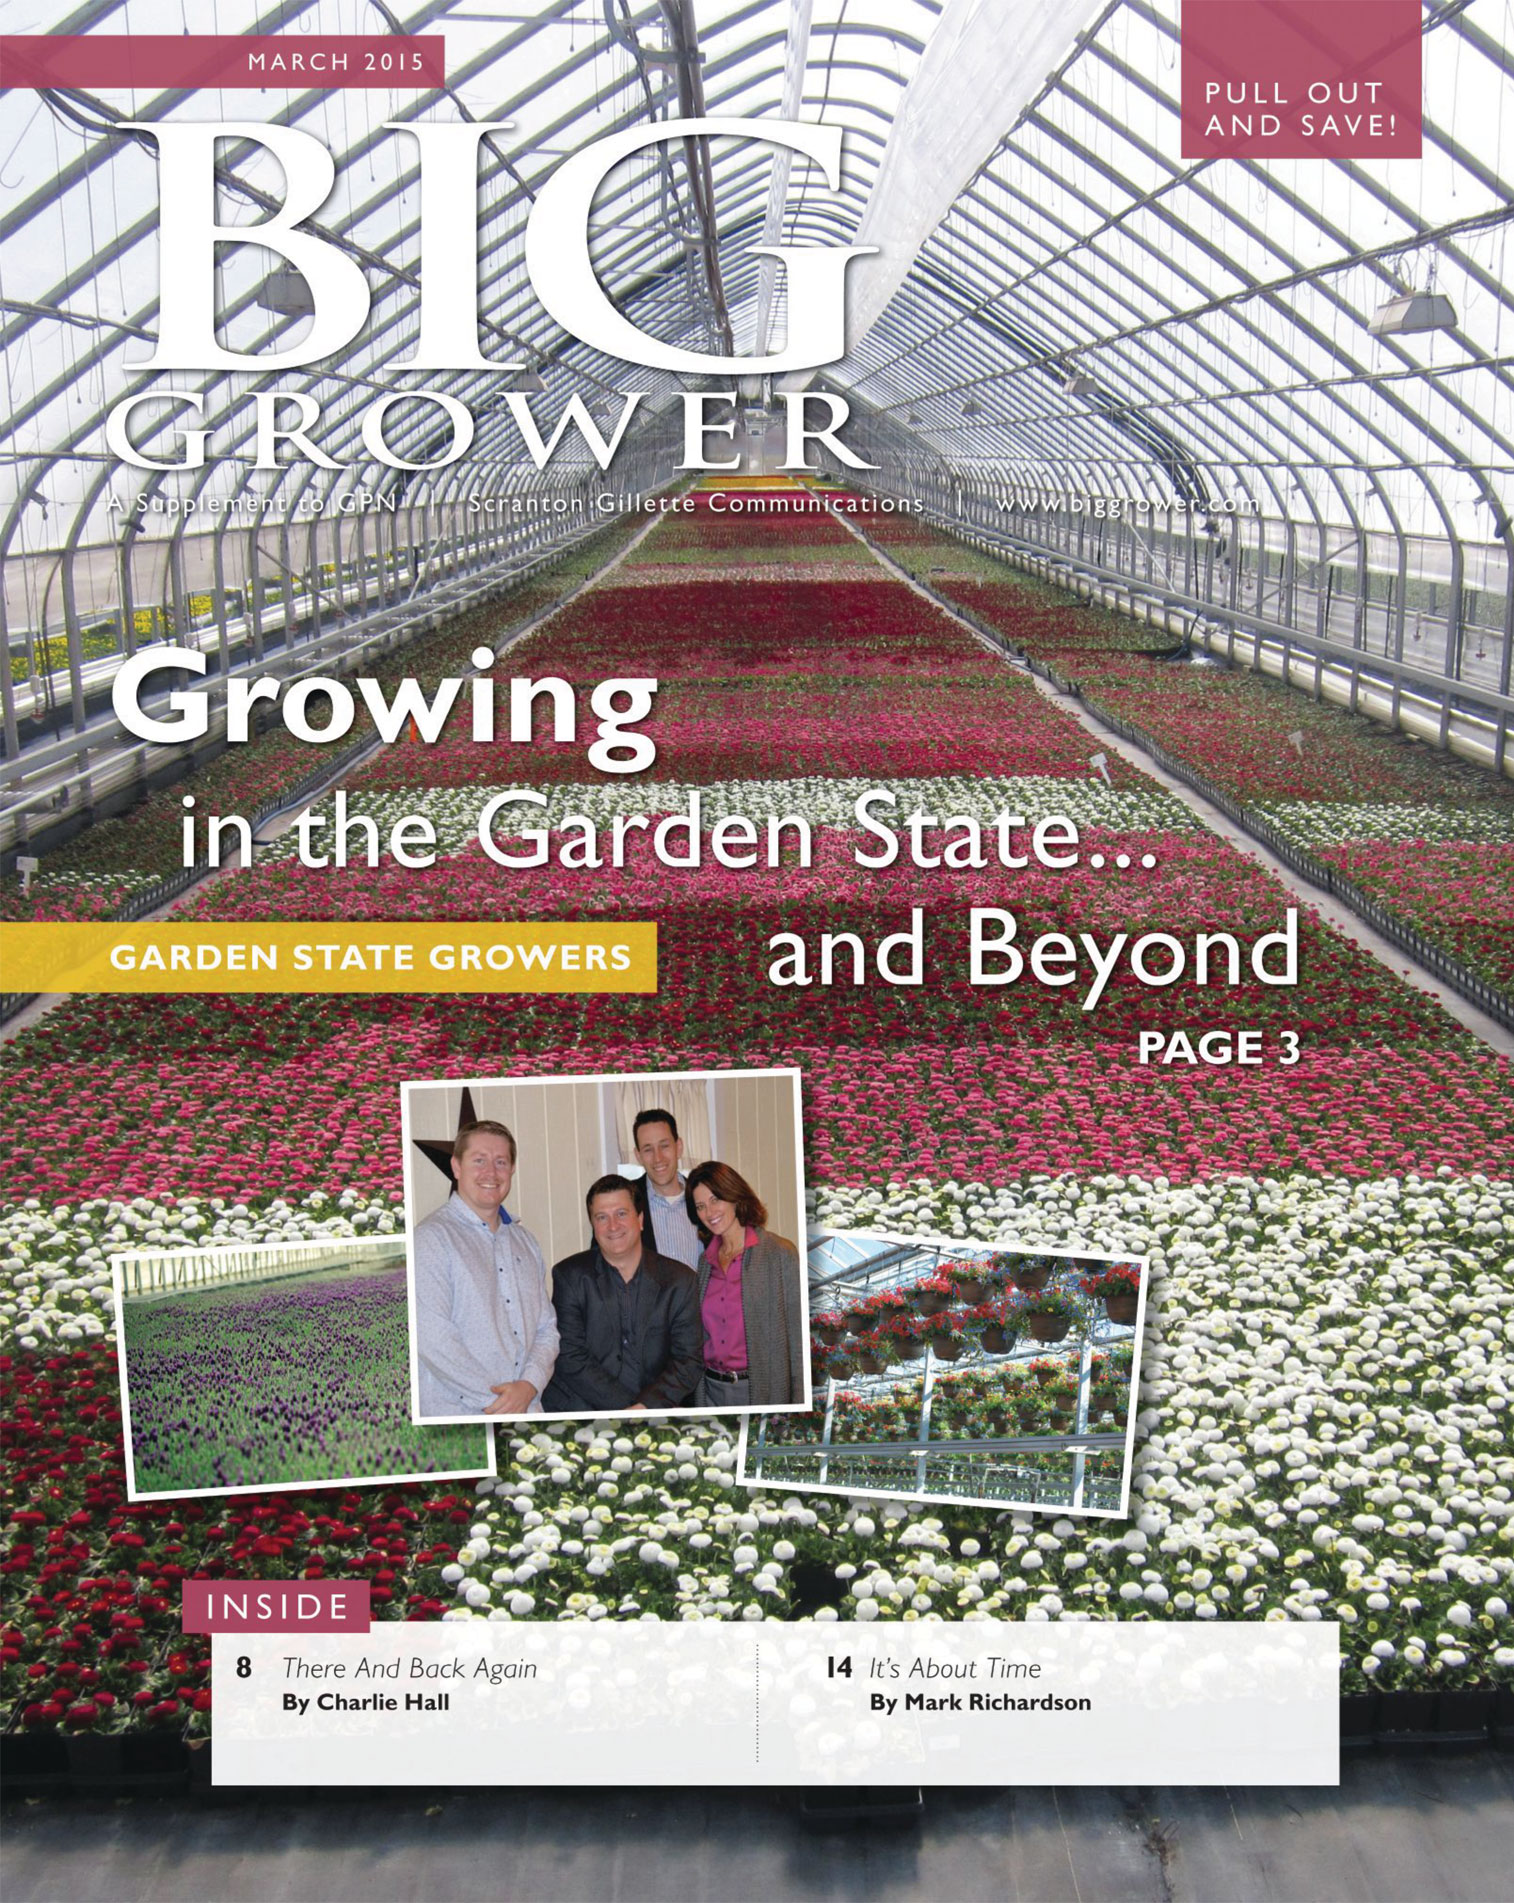 MARCH 2015
PULL OUT
AND SAVE!
BIG
GROWER
A Supplement to GPN | Scranton Gillette Communications | www.biggrower.com
Growing
in the Garden State...
and Beyond
GARDEN STATE GROWERS
PAGE 3
INSIDE
8 There And Back Again
By Charlie Hall
14 It's About Time
By Mark Richardson